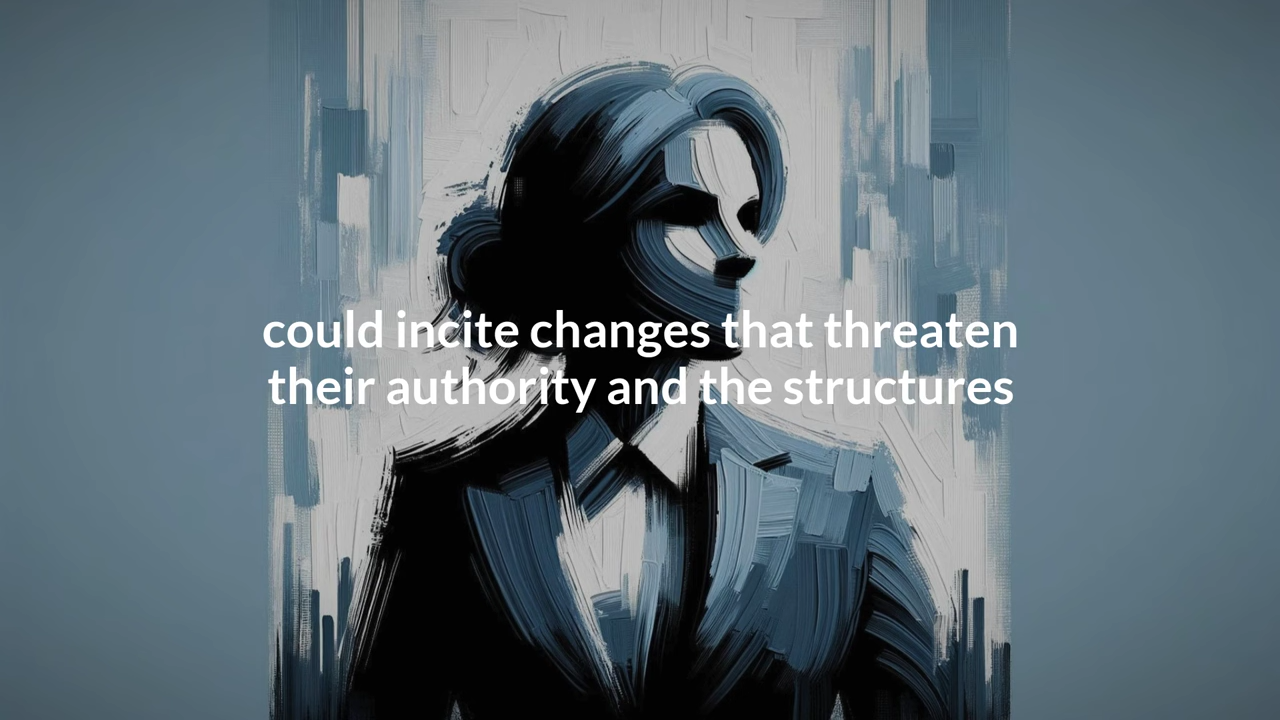 could incite changes that threaten
their authority and the structures